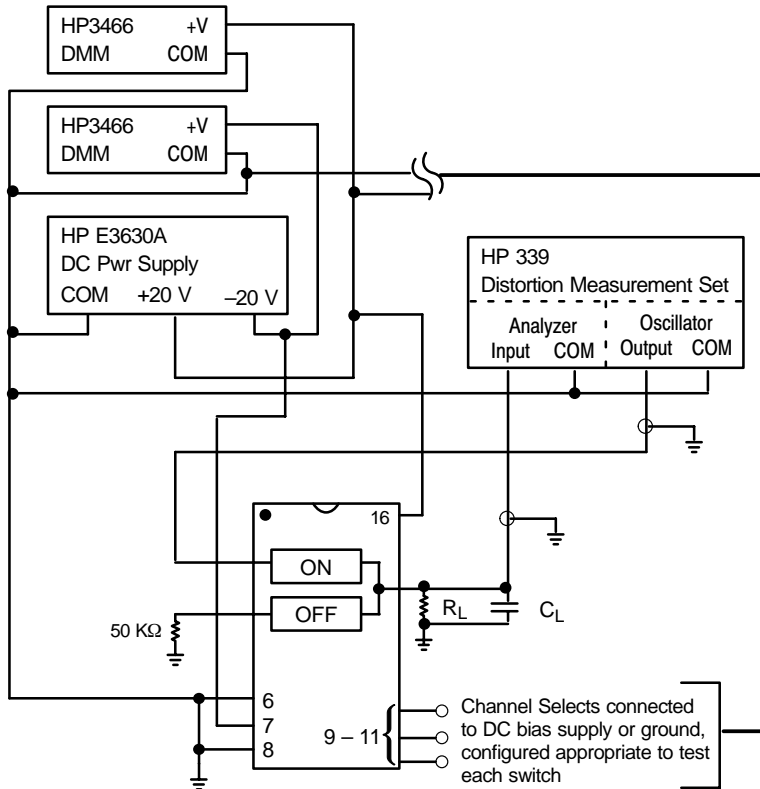 HP3466 +V
DMM COM
HP3466 +V
DMM COM
HP E3630A
DC Pwr Supply
COM +20 V –20 V
HP 339
Distortion Measurement Set
Analyzer Oscillator
Input COM Output COM
16
ON
OFF
50 KΩ
RL CL
6
7
8
9 – 11
Channel Selects connected
to DC bias supply or ground,
configured appropriate to test
each switch